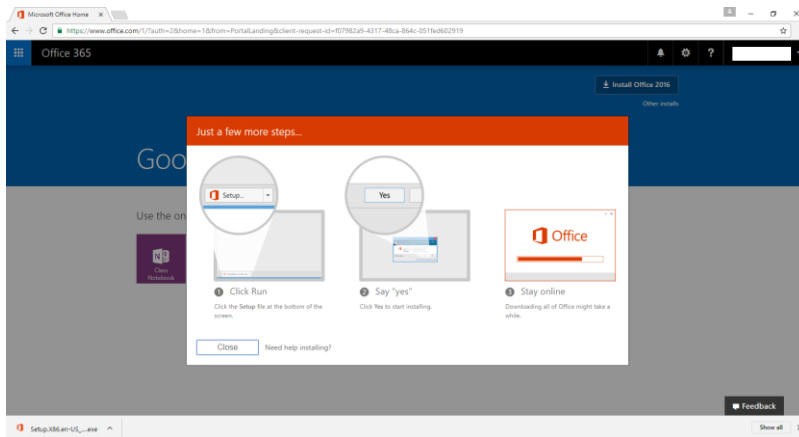 Microsoft Office Home
https://www.office.com/1/?auth=2&home=1&from=PortalLanding&client-request-id=f07982a9-4317-48ca-864c-051fed602919
Office 365
Install Office 2016
Other installs
Goo
Just a few more steps...
Setup...
Yes
Use the on
N
Class
Notebook
Office
1 Click Run
2 Say "yes"
3 Stay online
Click the Setup file at the bottom of the
screen.
Click Yes to start installing.
Downloading all of Office might take a
while.
Close
Need help installing?
Feedback
Setup.X86.en-US_....exe
Show all